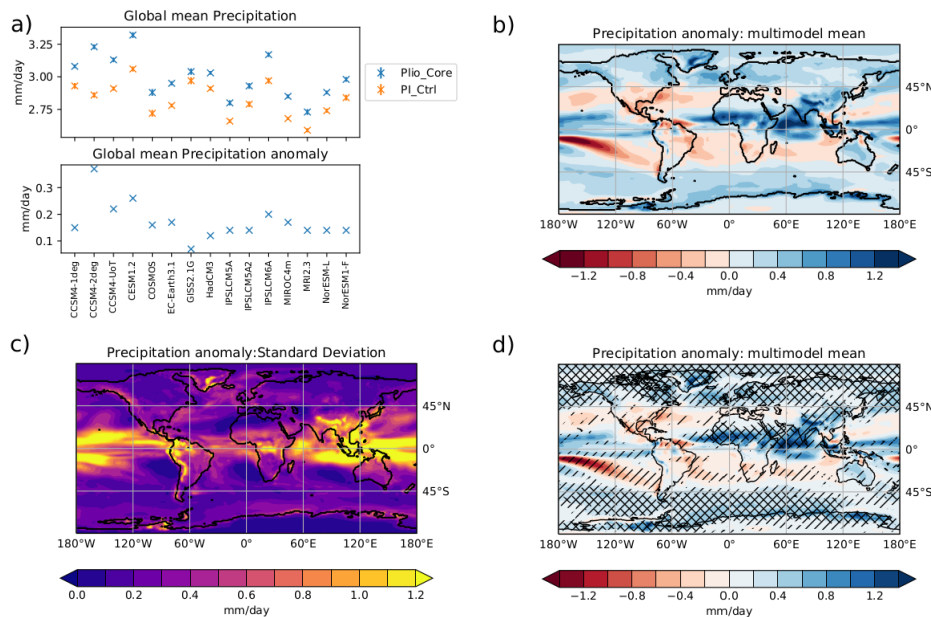 a)
Global mean Precipitation
3.25
3.00
2.75
mm/day
Plio_Core
PI_Ctrl
Global mean Precipitation anomaly
0.3
0.2
0.1
mm/day
CCSM4-1deg
CCSM4-2deg
CCSM4-UoT
CESM1.2
COSMOS
EC-Earth3.1
GISS2.1G
HadCM3
IPSLCM5A
IPSLCM5A2
IPSLCM6A
MIROC4m
MRI2.3
NorESM-L
NorESM1-F
b)
Precipitation anomaly: multimodel mean
45°N
0°
45°S
180°W 120°W 60°W 0° 60°E 120°E 180°E
−1.2 −0.8 −0.4 0.0 0.4 0.8 1.2
mm/day
c)
Precipitation anomaly:Standard Deviation
45°N
0°
45°S
180°W 120°W 60°W 0° 60°E 120°E 180°E
0.0 0.2 0.4 0.6 0.8 1.0 1.2
mm/day
d)
Precipitation anomaly: multimodel mean
45°N
0°
45°S
180°W 120°W 60°W 0° 60°E 120°E 180°E
−1.2 −0.8 −0.4 0.0 0.4 0.8 1.2
mm/day